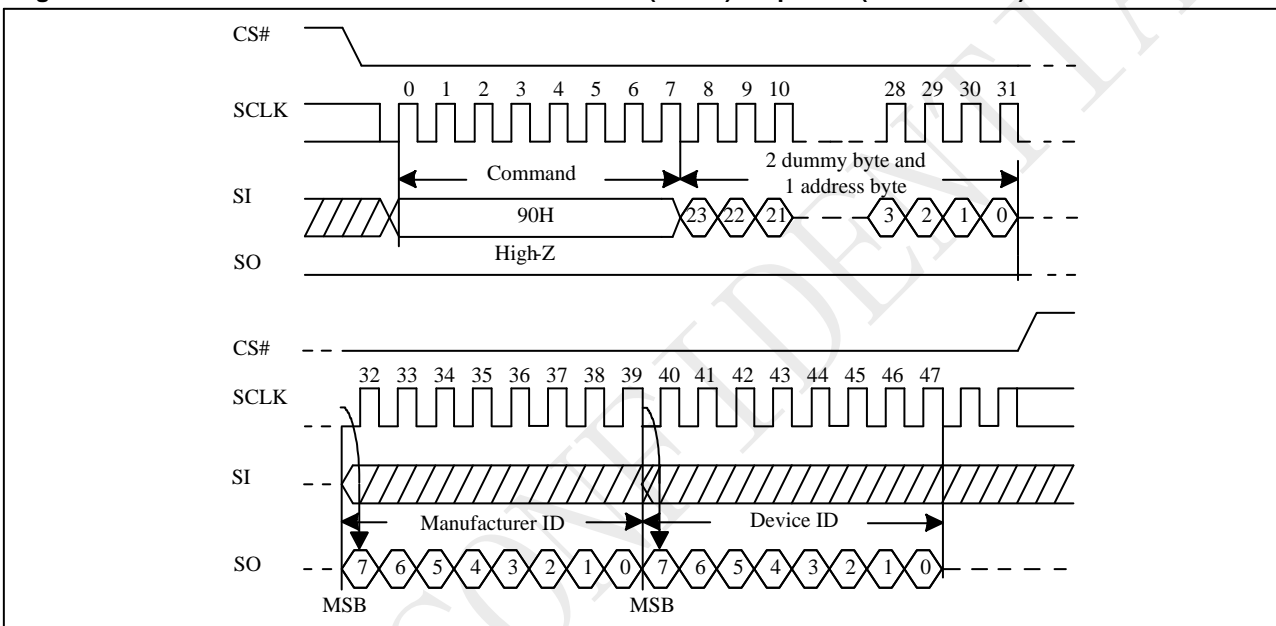 CS#
0 1 2 3 4 5 6 7 8 9 10 28 29 30 31
SCLK
Command
2 dummy byte and
1 address byte
SI
90H
23 22 21 3 2 1 0
High-Z
SO
CS#
32 33 34 35 36 37 38 39 40 41 42 43 44 45 46 47
SCLK
SI
Manufacturer ID
Device ID
SO
7 6 5 4 3 2 1 0 7 6 5 4 3 2 1 0
MSB MSB